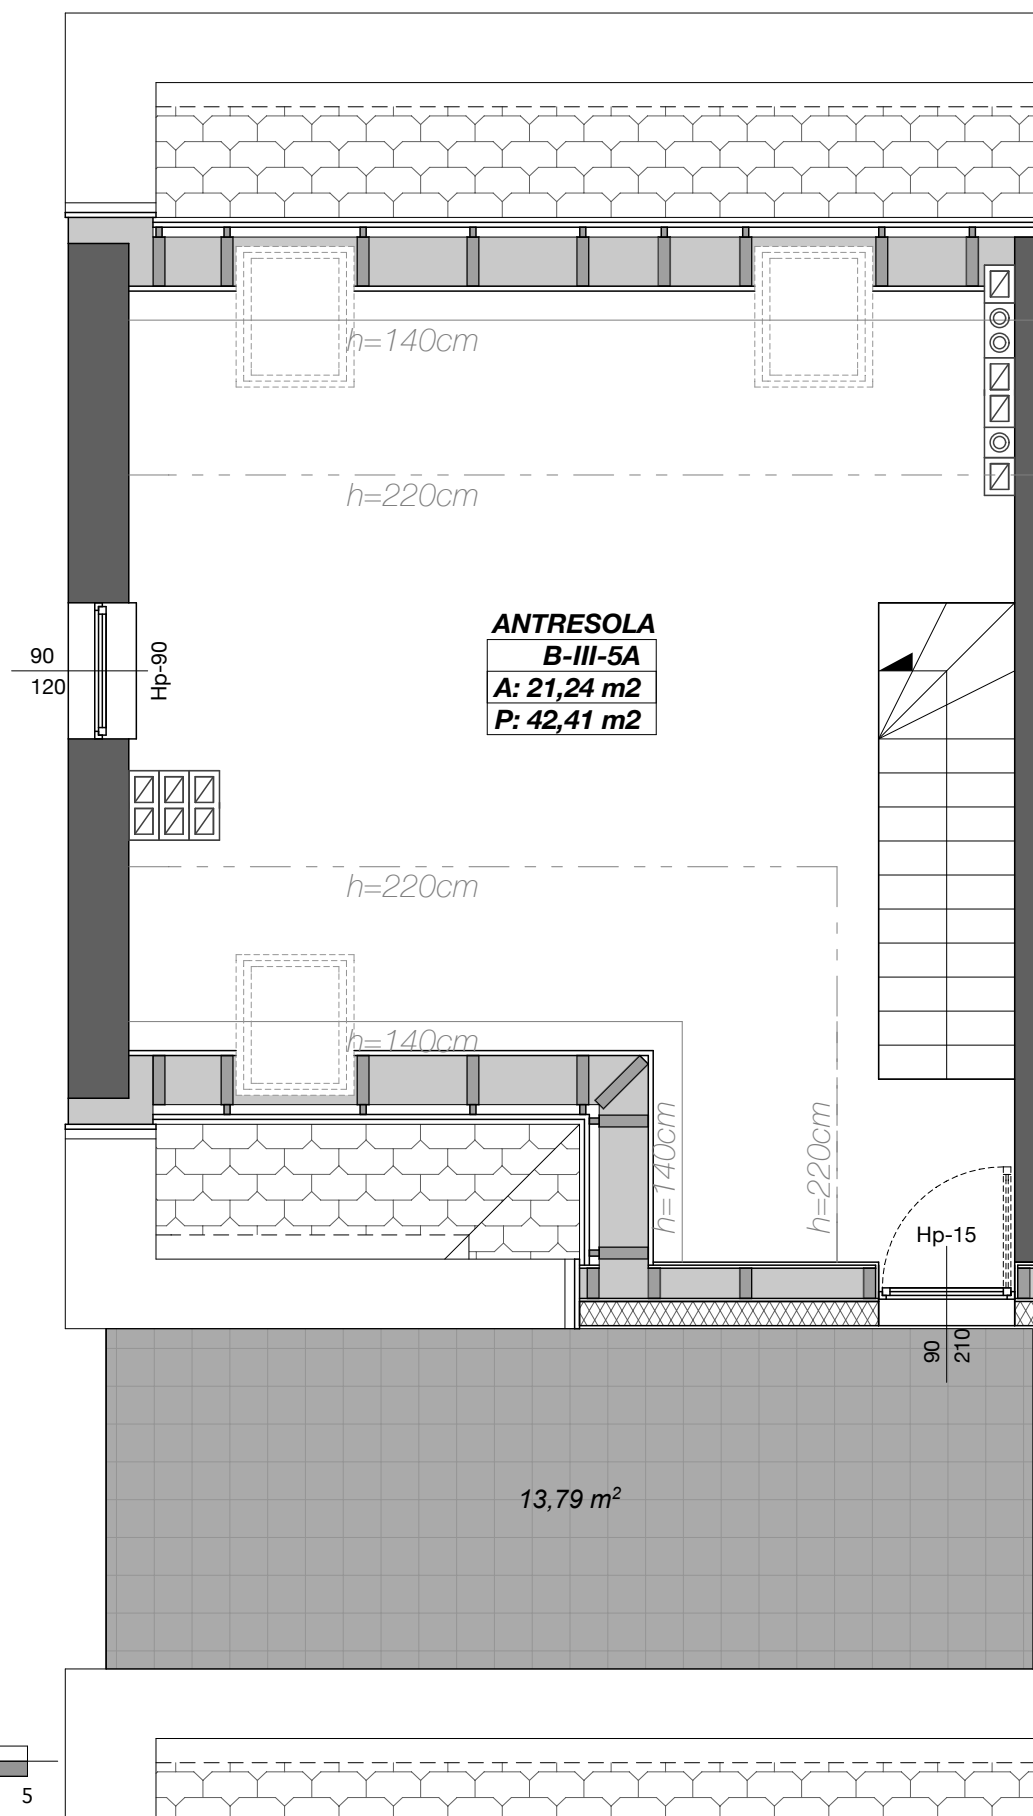 h=140cm
h=220cm
ANTRESOLA
B-III-5A
A: 21,24 m2
P: 42,41 m2
90
120
Hp-90
h=220cm
h=140cm
h=140cm
h=220cm
Hp-15
90
210
13,79 m²
5